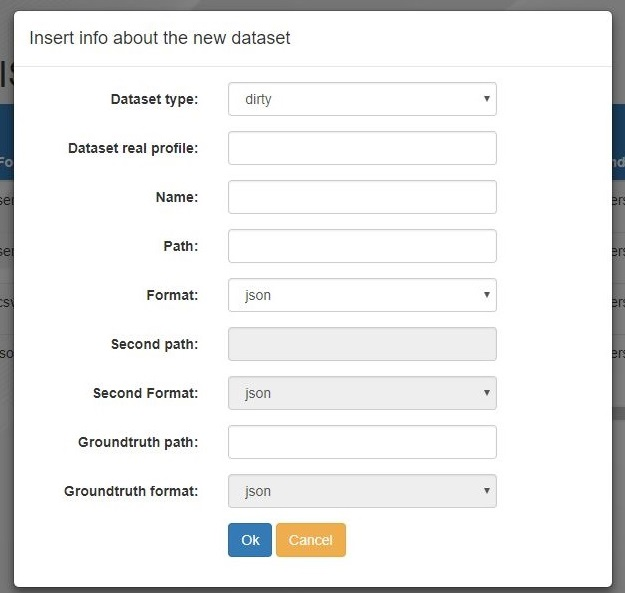 Insert info about the new dataset
Dataset type: dirty
Dataset real profile:
Name:
Path:
Format: json
Second path:
Second Format: json
Groundtruth path:
Groundtruth format: json
Ok Cancel